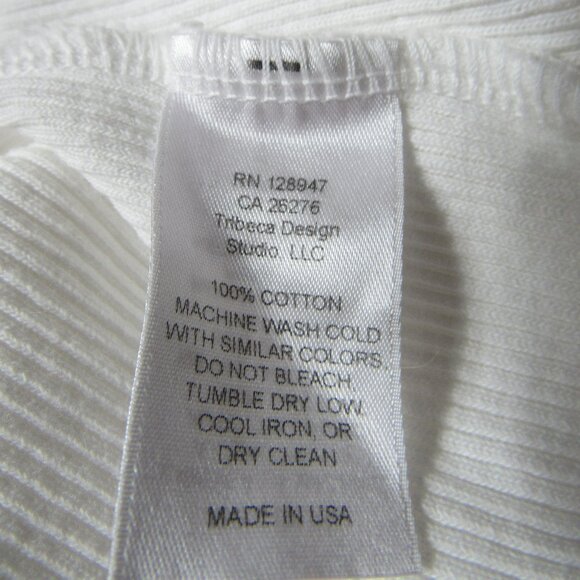 RN 128947
CA 26276
Tribeca Design
Studio, LLC
100% COTTON
MACHINE WASH COLD
WITH SIMILAR COLORS.
DO NOT BLEACH.
TUMBLE DRY LOW.
COOL IRON, OR
DRY CLEAN
MADE IN USA